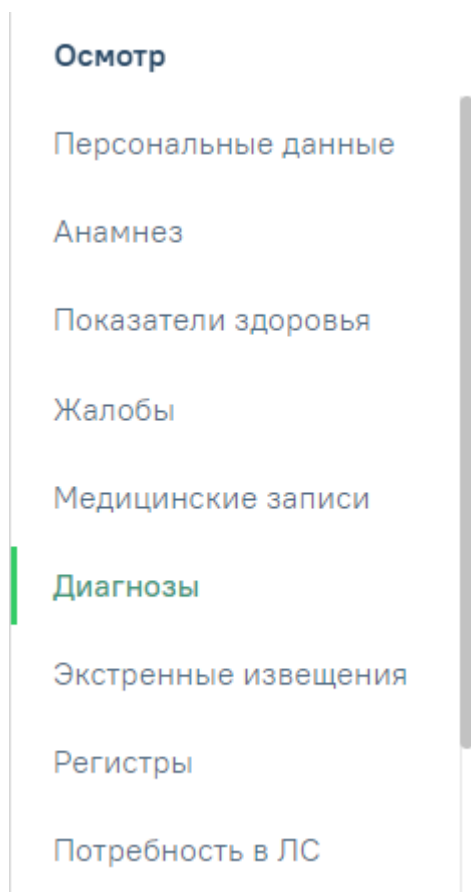 Осмотр
Персональные данные
Анамнез
Показатели здоровья
Жалобы
Медицинские записи
Диагнозы
Экстренные извещения
Регистры
Потребность в ЛС